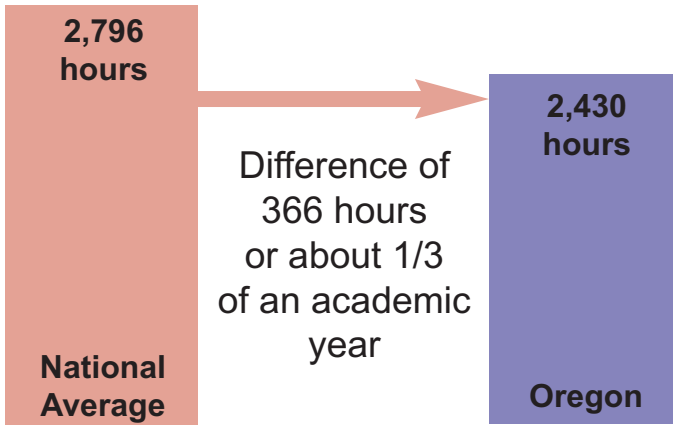 2,796
hours
2,430
hours
Difference of
366 hours
or about 1/3
of an academic
year
National
Average
Oregon